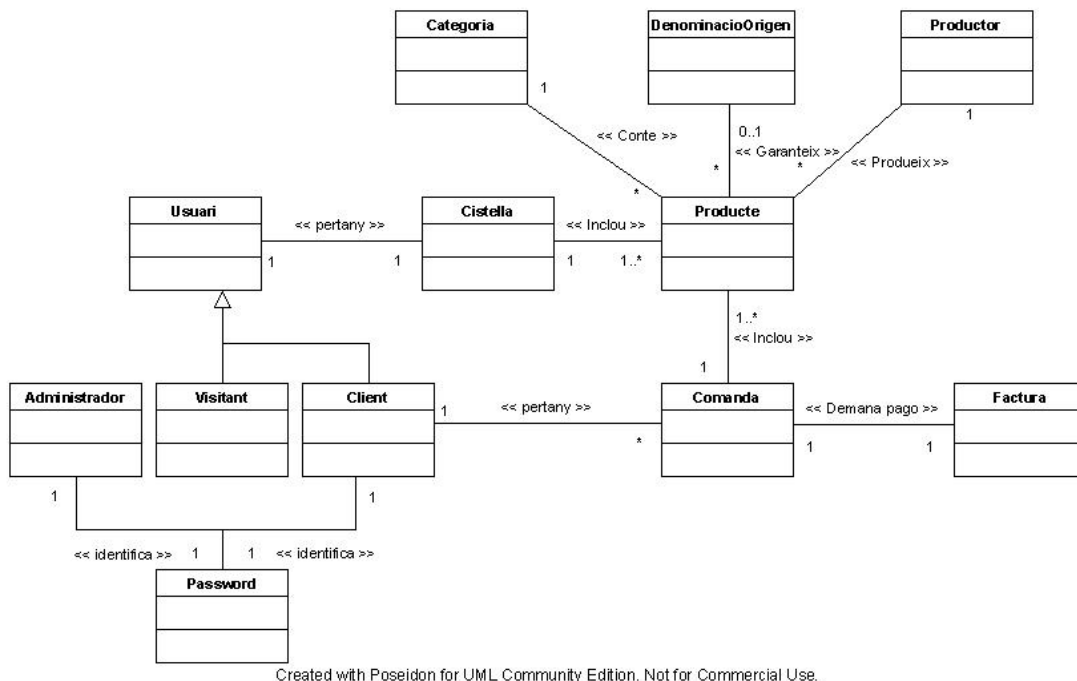 Categoria
DenominacioOrigen
Productor
1
1
<< Conte >>
0..1
<< Garanteix >>
<< Produeix >>
*
*
*
Usuari
Cistella
Producte
<< pertany >>
<< Inclou >>
1
1
1
1..*
1..*
<< Inclou >>
1
Administrador
Visitant
Client
Comanda
Factura
1
<< pertany >>
*
<< Demana pago >>
1
1
1
1
<< identifica >>
1
1
<< identifica >>
Password
Created with Poseidon for UML Community Edition. Not for Commercial Use.